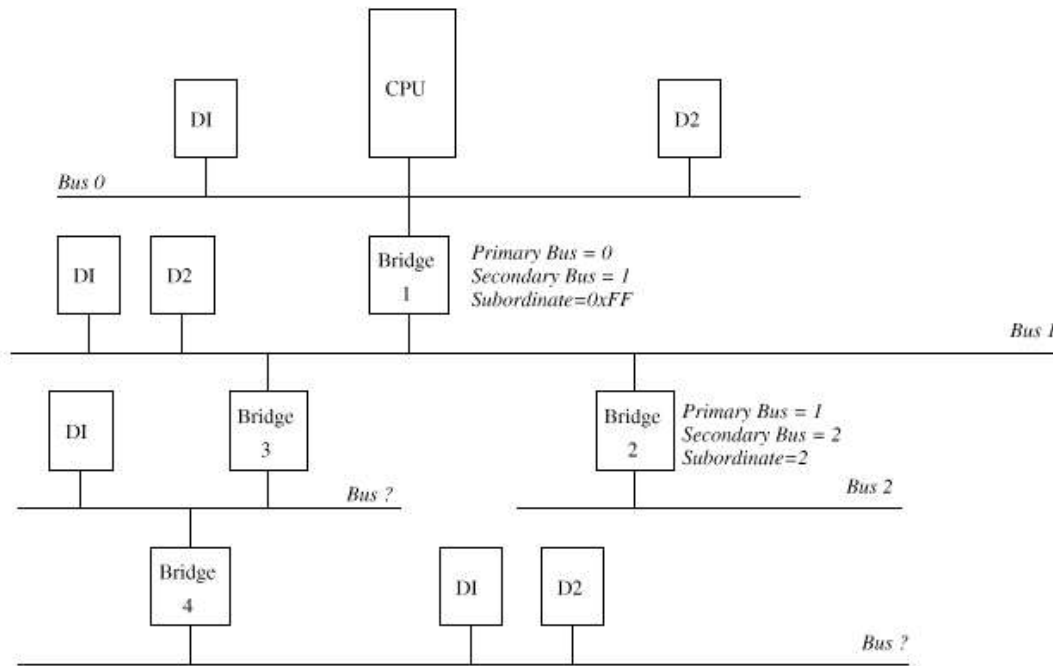 CPU
DI
D2
Bus 0
DI
D2
Bridge
1
Primary Bus = 0
Secondary Bus = 1
Subordinate=0xFF
Bus 1
DI
Bridge
3
Bridge
2
Primary Bus = 1
Secondary Bus = 2
Subordinate=2
Bus ?
Bus 2
Bridge
4
DI
D2
Bus ?